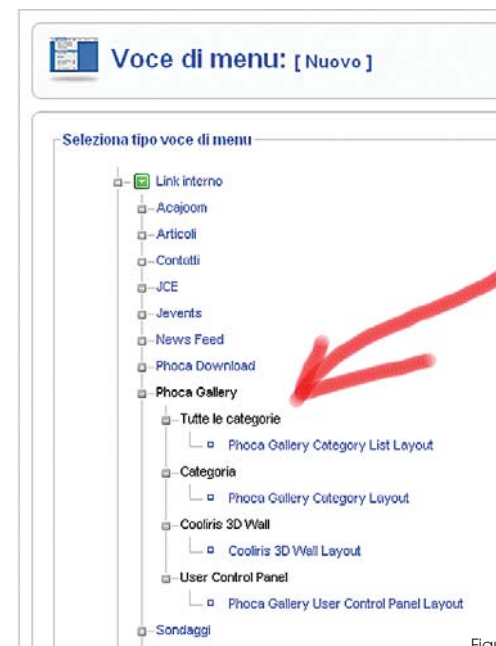 Voce di menu: [ Nuovo ]
Seleziona tipo voce di menu
Link interno
Acajoom
Articoli
Contatti
JCE
Jevents
News Feed
Phoca Download
Phoca Gallery
Tutte le categorie
Phoca Gallery Category List Layout
Categoria
Phoca Gallery Category Layout
Cooliris 3D Wall
Cooliris 3D Wall Layout
User Control Panel
Phoca Gallery User Control Panel Layout
Sondaggi